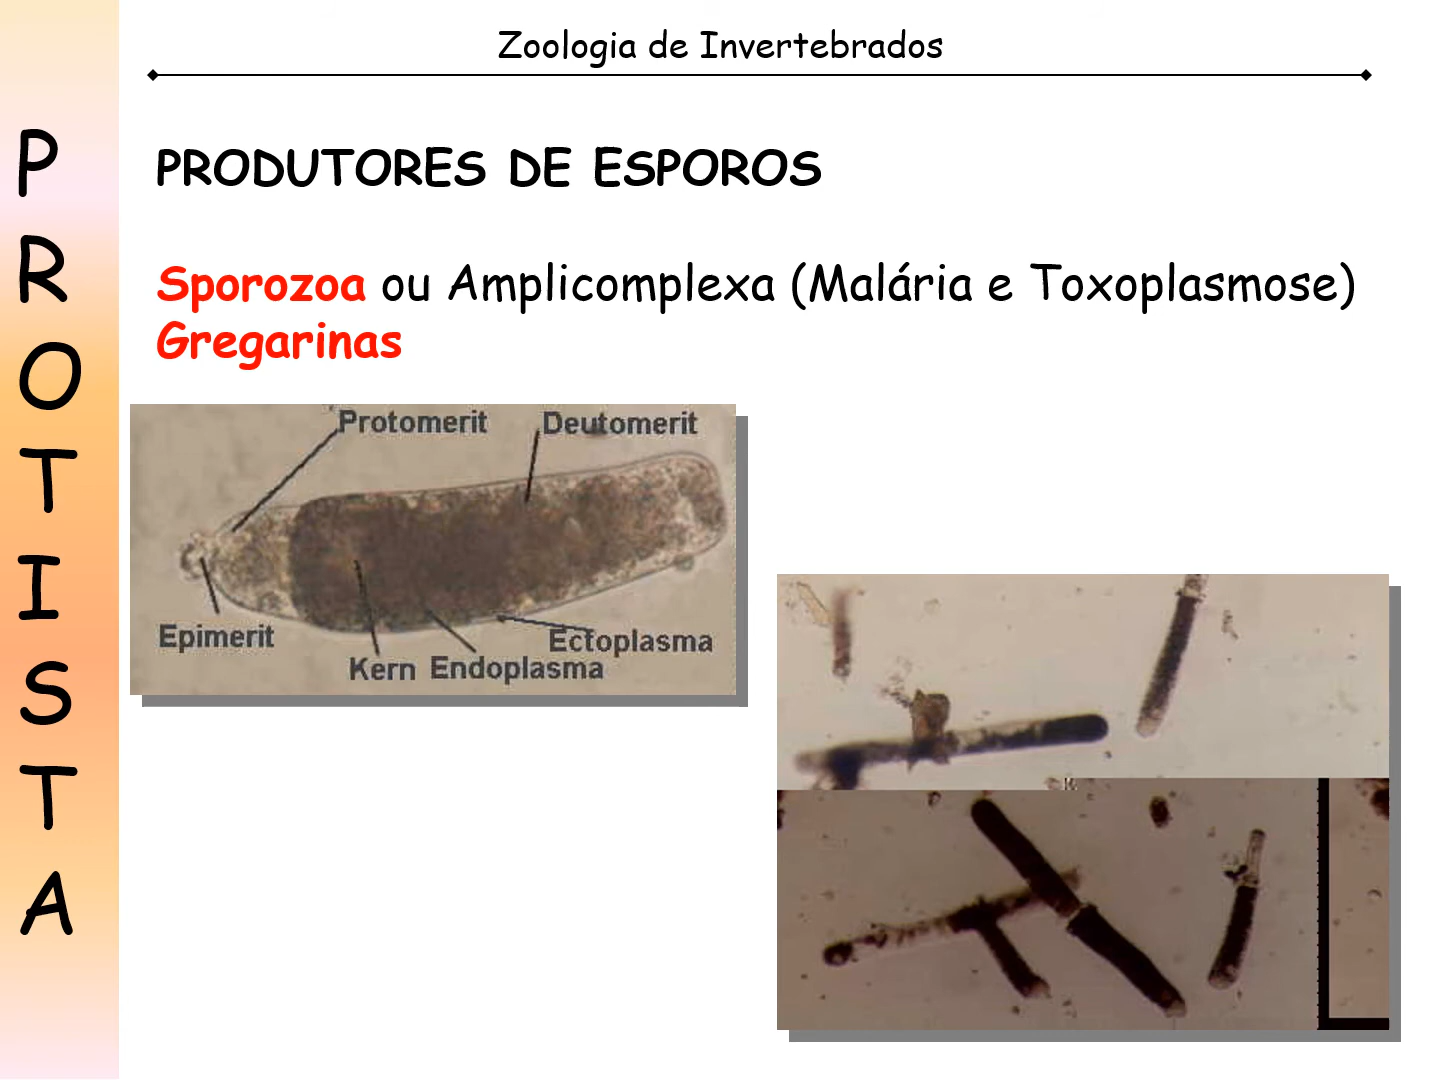 Zoologia de Invertebrados
PROTISTA
PRODUTORES DE ESPOROS
Sporozoa ou Amplicomplexa (Malária e Toxoplasmose)
Gregarinas
Protomerit
Deutomerit
Epimerit
Kern
Endoplasma
Ectoplasma